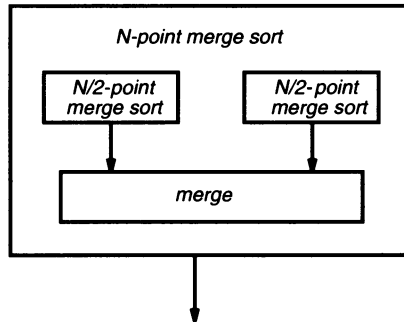 N-point merge sort
N/2-point
merge sort
N/2- point
merge sort
merge